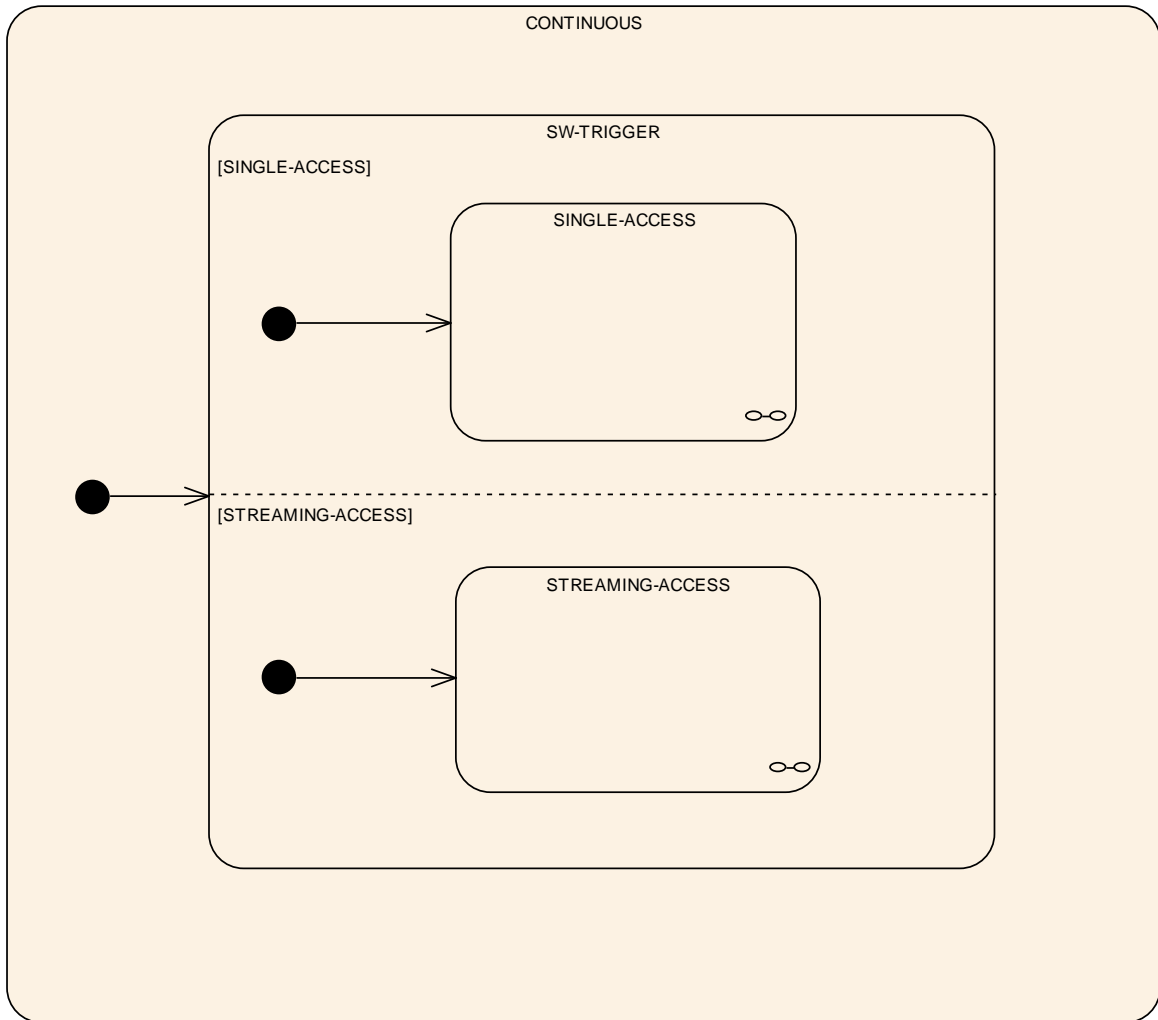 CONTINUOUS
SW-TRIGGER
[SINGLE-ACCESS]
SINGLE-ACCESS
[STREAMING-ACCESS]
STREAMING-ACCESS